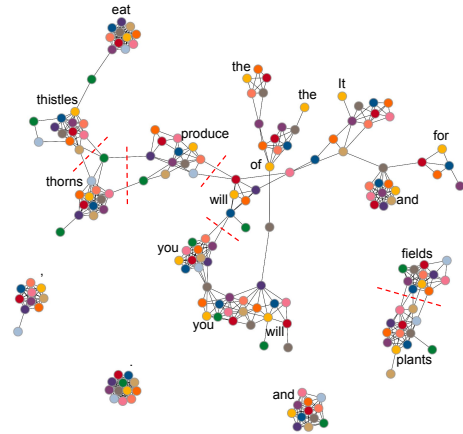 eat
the
the
It
thistles
produce
for
of
thorns
will
and
you
fields
,
you
will
plants
.
and